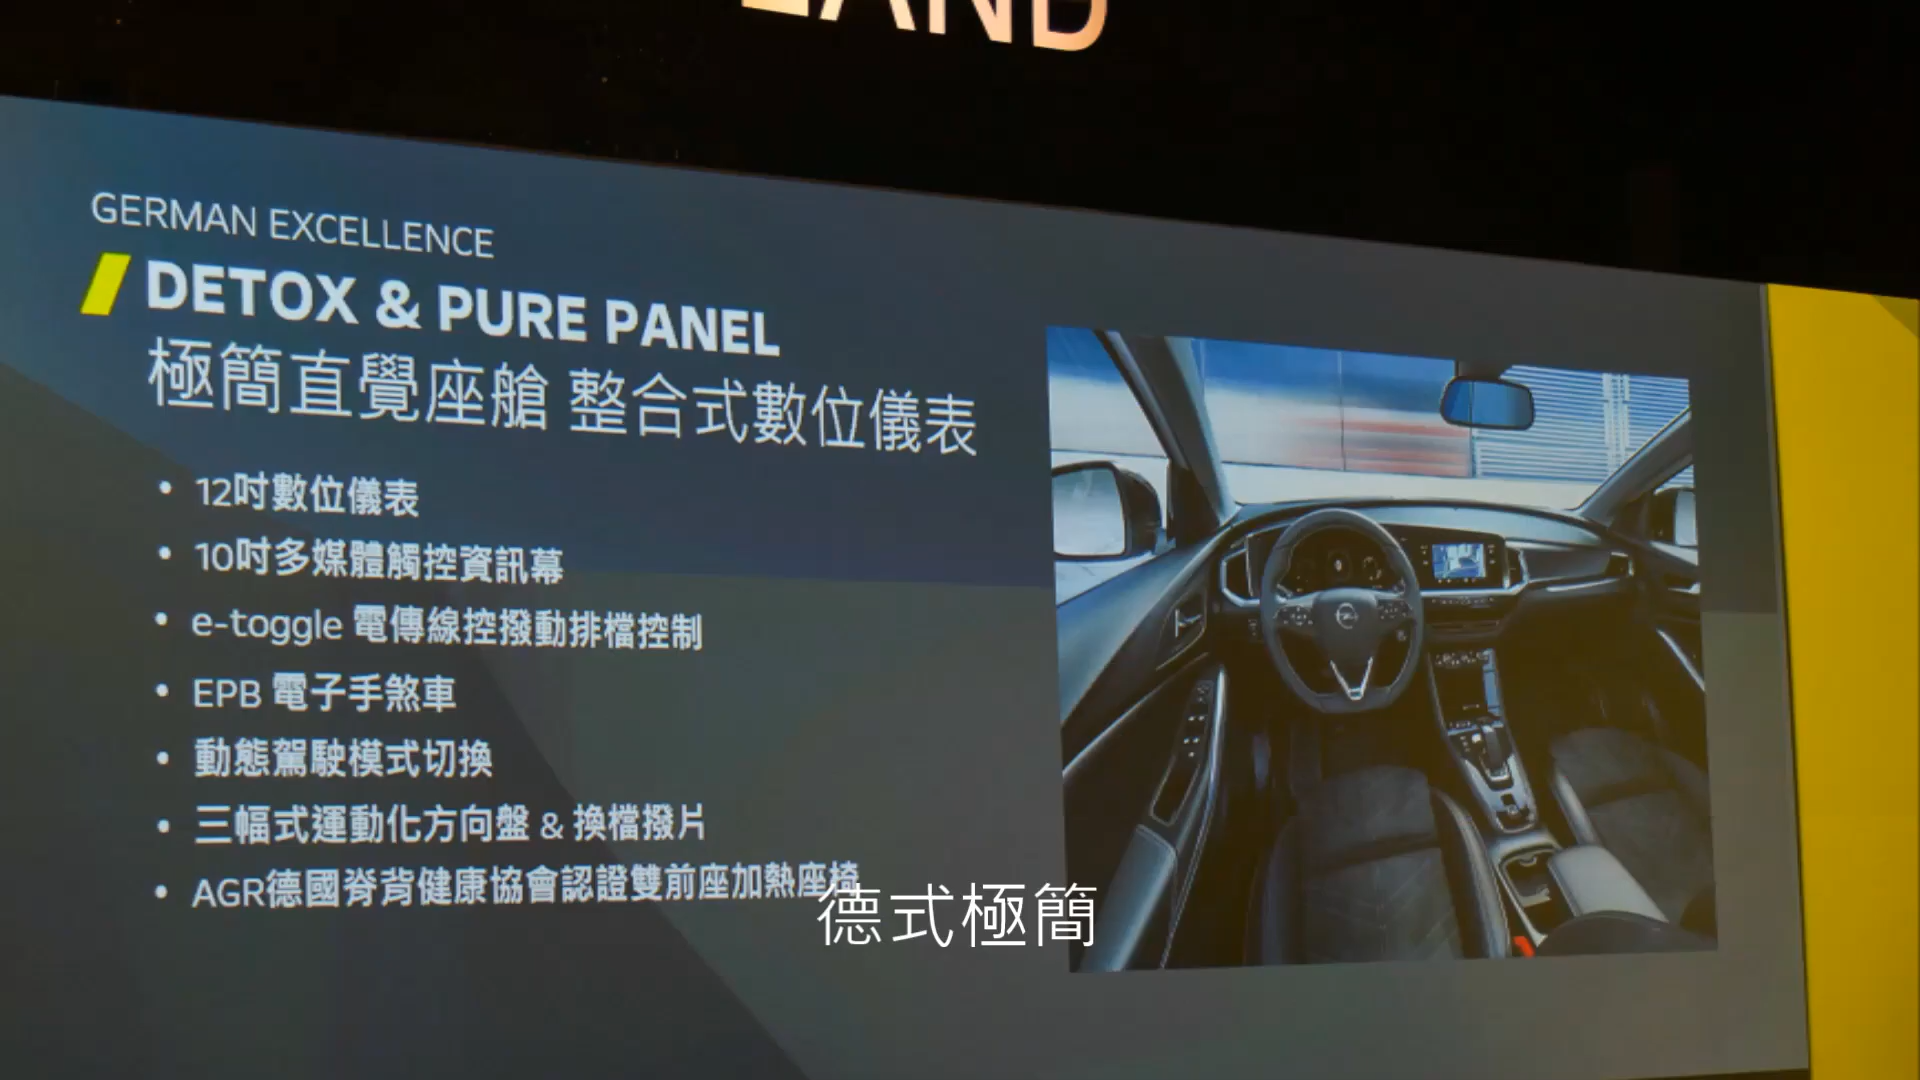 LAND
GERMAN EXCELLENCE
DETOX & PURE PANEL
極簡直覺座艙 整合式數位儀表
• 12吋數位儀表
• 10吋多媒體觸控資訊幕
• e-toggle 電傳線控撥動排檔控制
• EPB 電子手煞車
• 動態駕駛模式切換
• 三幅式運動化方向盤 & 換檔撥片
• AGR德國脊背健康協會認證雙前座加熱座椅
德式極簡